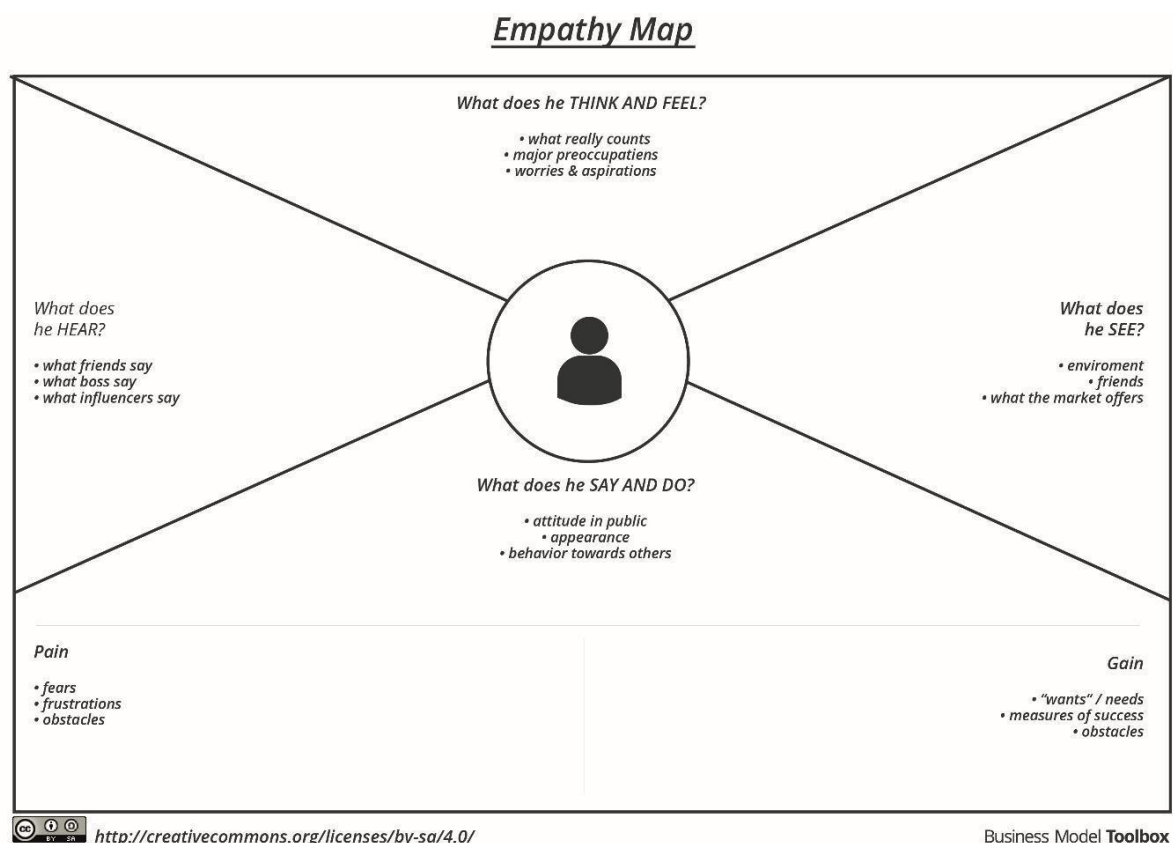 Empathy Map
What does he THINK AND FEEL?
• what really counts
• major preoccupatiens
• worries & aspirations
What does
he HEAR?
• what friends say
• what boss say
• what influencers say
What does
he SEE?
• enviroment
• friends
• what the market offers
What does he SAY AND DO?
• attitude in public
• appearance
• behavior towards others
Pain
• fears
• frustrations
• obstacles
Gain
• “wants” / needs
• measures of success
• obstacles
cc BY SA
http://creativecommons.org/licenses/by-sa/4.0/
Business Model Toolbox